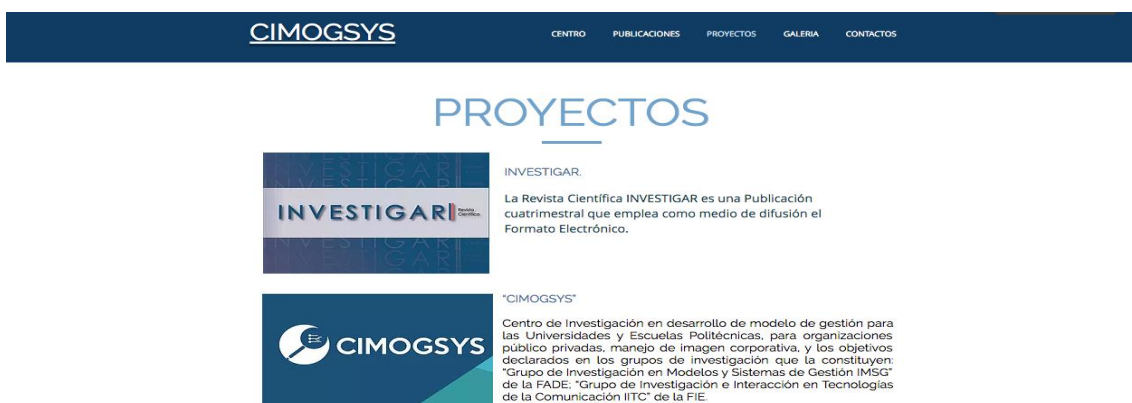 CIMOGSYS
CENTRO PUBLICACIONES PROYECTOS GALERIA CONTACTOS
PROYECTOS
INVESTIGAR Revista Científica
INVESTIGAR.
La Revista Científica INVESTIGAR es una Publicación
cuatrimestral que emplea como medio de difusión el
Formato Electrónico.
CIMOGSYS
"CIMOGSYS"
Centro de Investigación en desarrollo de modelo de gestión para
las Universidades y Escuelas Politécnicas, para organizaciones
público privadas, manejo de imagen corporativa, y los objetivos
declarados en los grupos de investigación que la constituyen:
"Grupo de Investigación en Modelos y Sistemas de Gestión IMSG"
de la FADE; "Grupo de Investigación e Interacción en Tecnologías
de la Comunicación IITC" de la FIE.